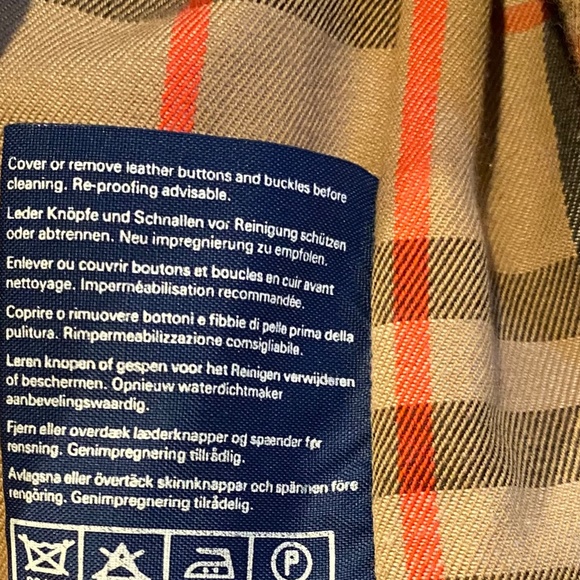 Cover or remove leather buttons and buckles before
cleaning. Re-proofing advisable.
Leder Knöpfe und Schnallen vor Reinigung schützen
oder abtrennen. Neu impregnierung zu empfolen.
Enlever ou couvrir boutons et boucles en cuir avant
nettoyage. Imperméabilisation recommandée.
Coprire o rimuovere bottoni e fibbie di pelle prima della
pulitura. Rimpermeabilizzazione comsigliabile.
Leren knopen of gespen voor het Reinigen verwijderen
of beschermen. Opnieuw waterdichtmaker
aanbevelingswaardig.
Fjern eller overdæk læderknapper og spænder før
rensning. Genimpregnering tillrådlig.
Avlagsna eller övertäck skinnknappar och spännen före
rengöring. Genimpregnering tilrådelig.
P